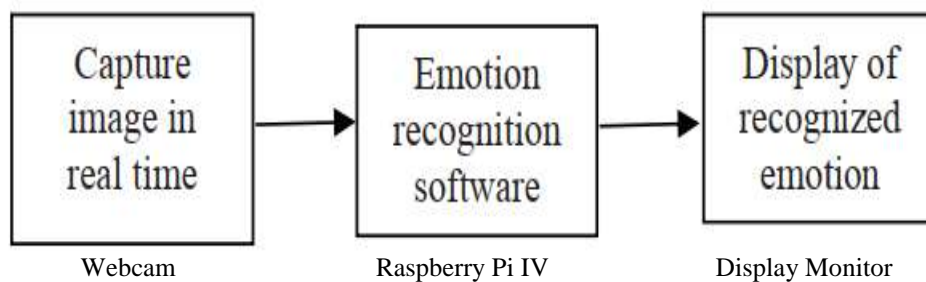 Capture
image in
real time
Emotion
recognition
software
Display of
recognized
emotion
Webcam
Raspberry Pi IV
Display Monitor